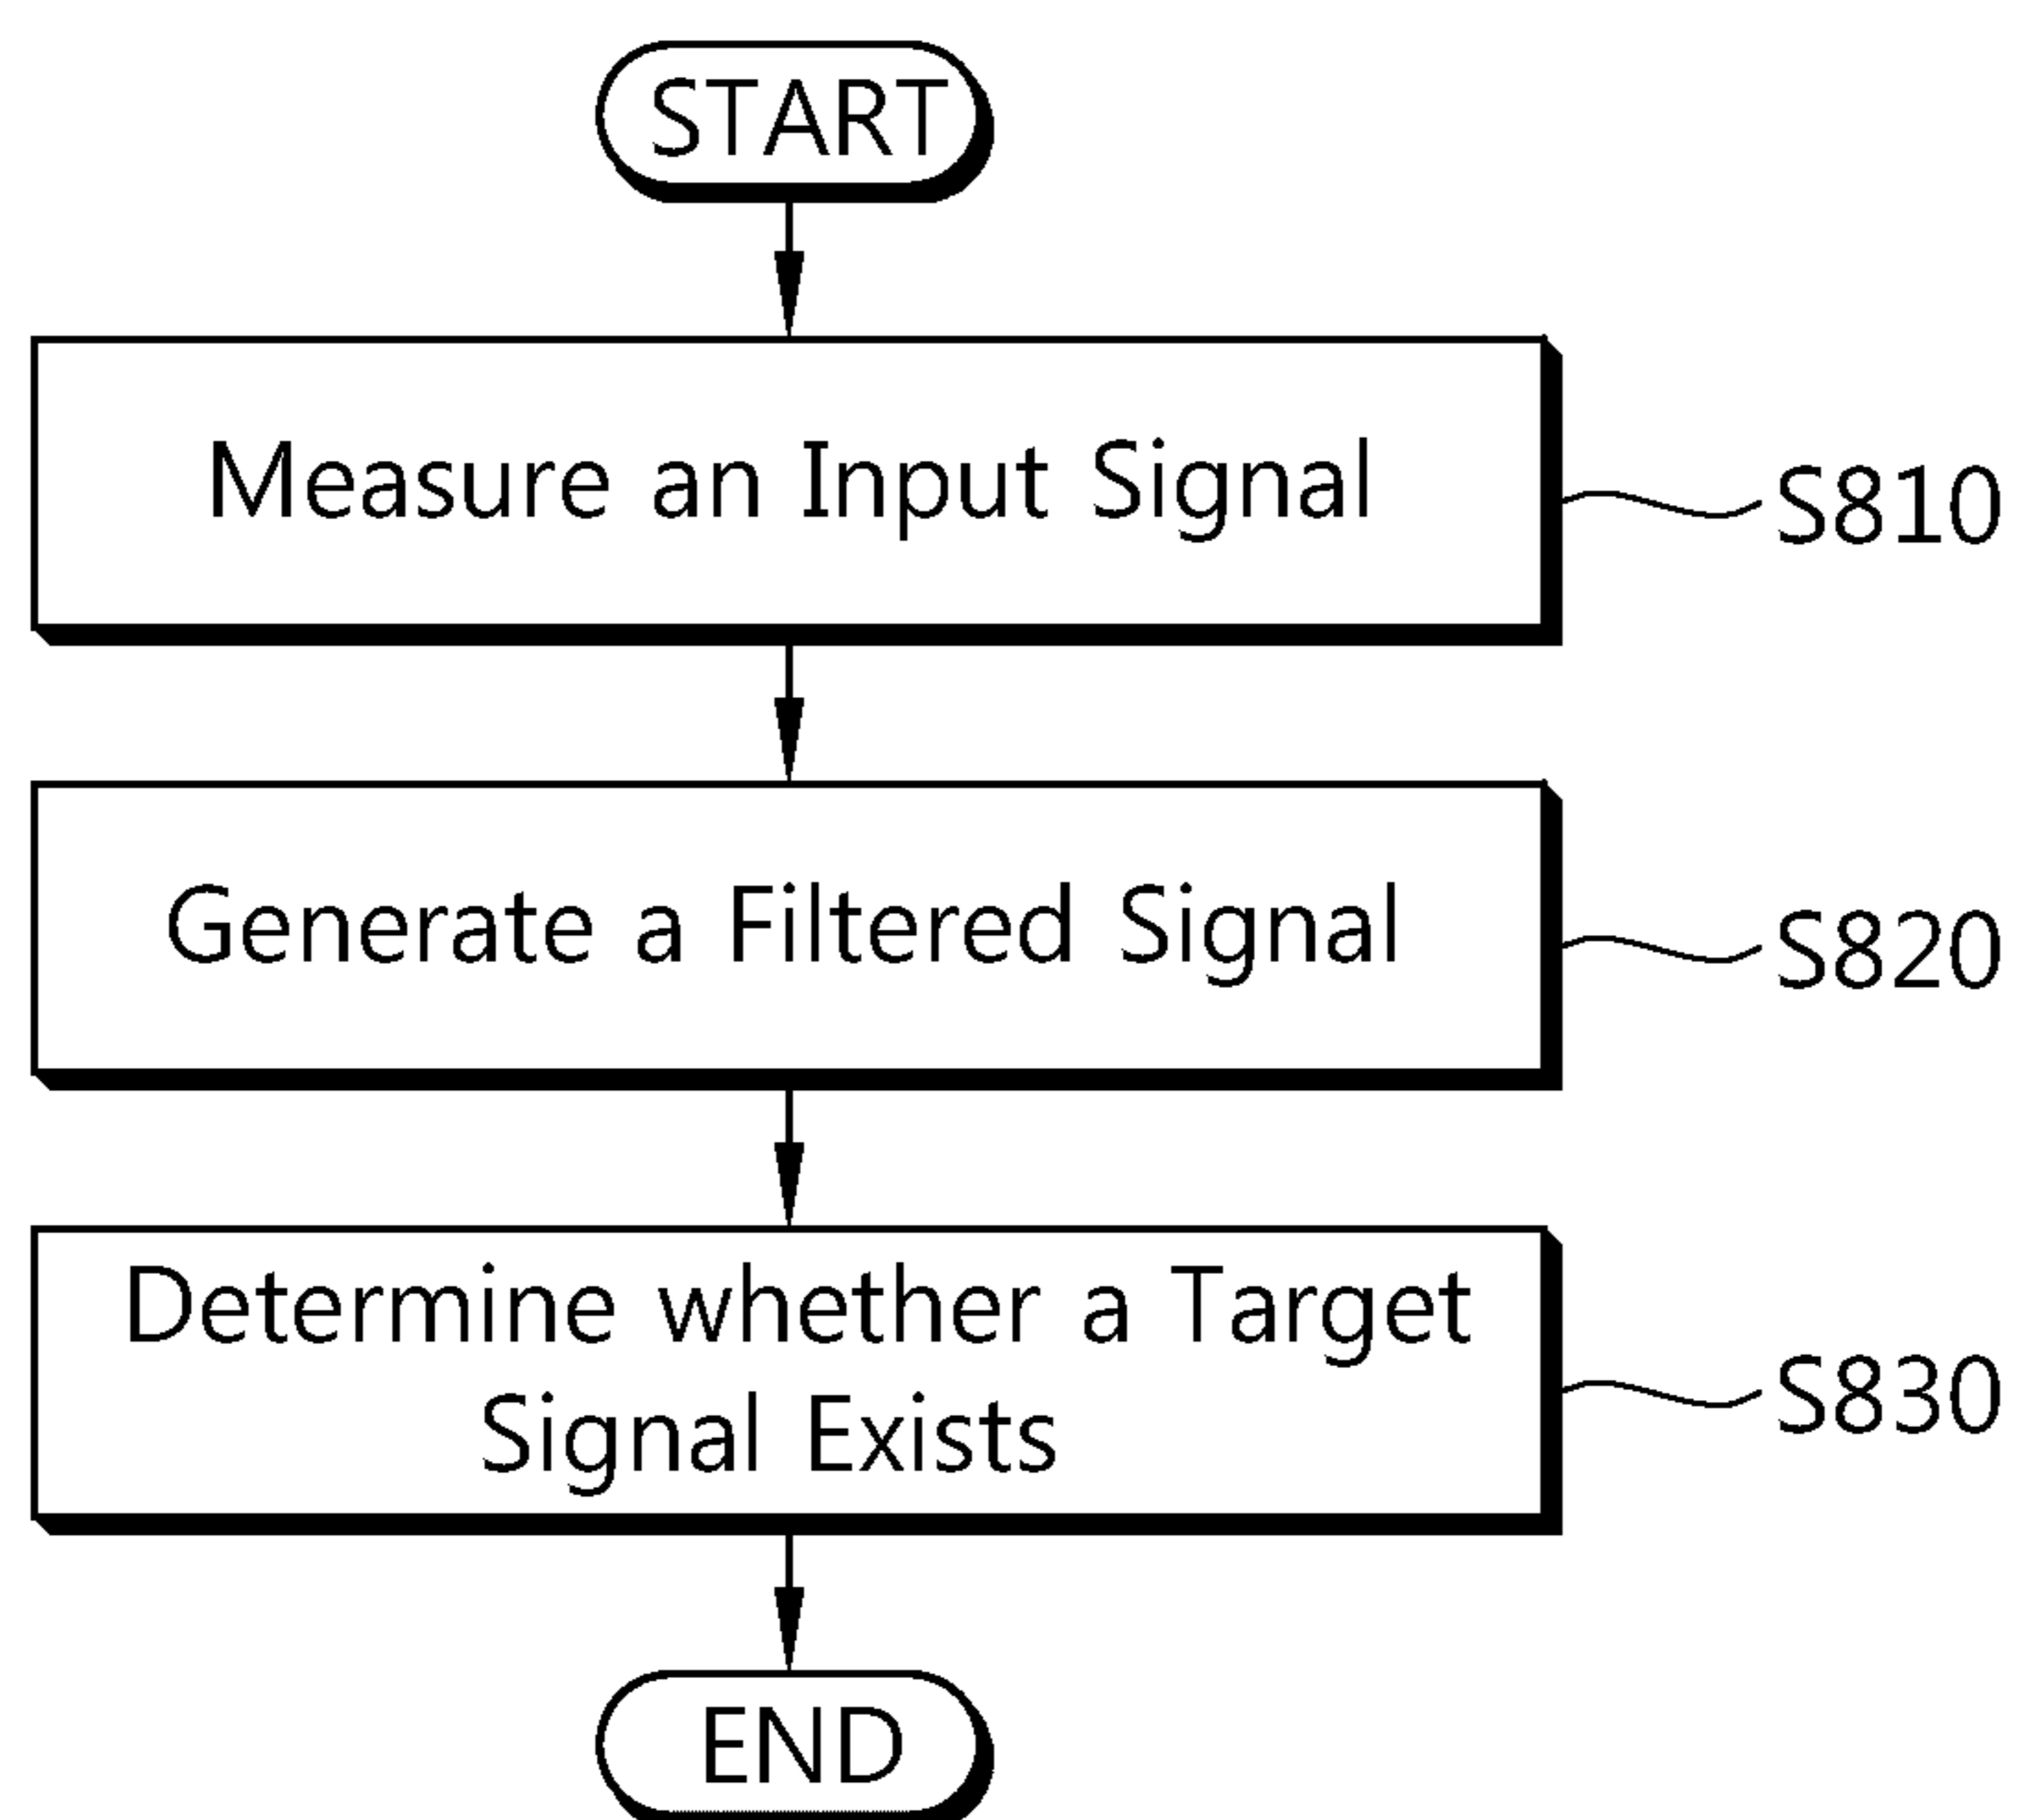 START
Measure an Input Signal
S810
Generate a Filtered Signal
S820
Determine whether a Target
Signal Exists
S830
END